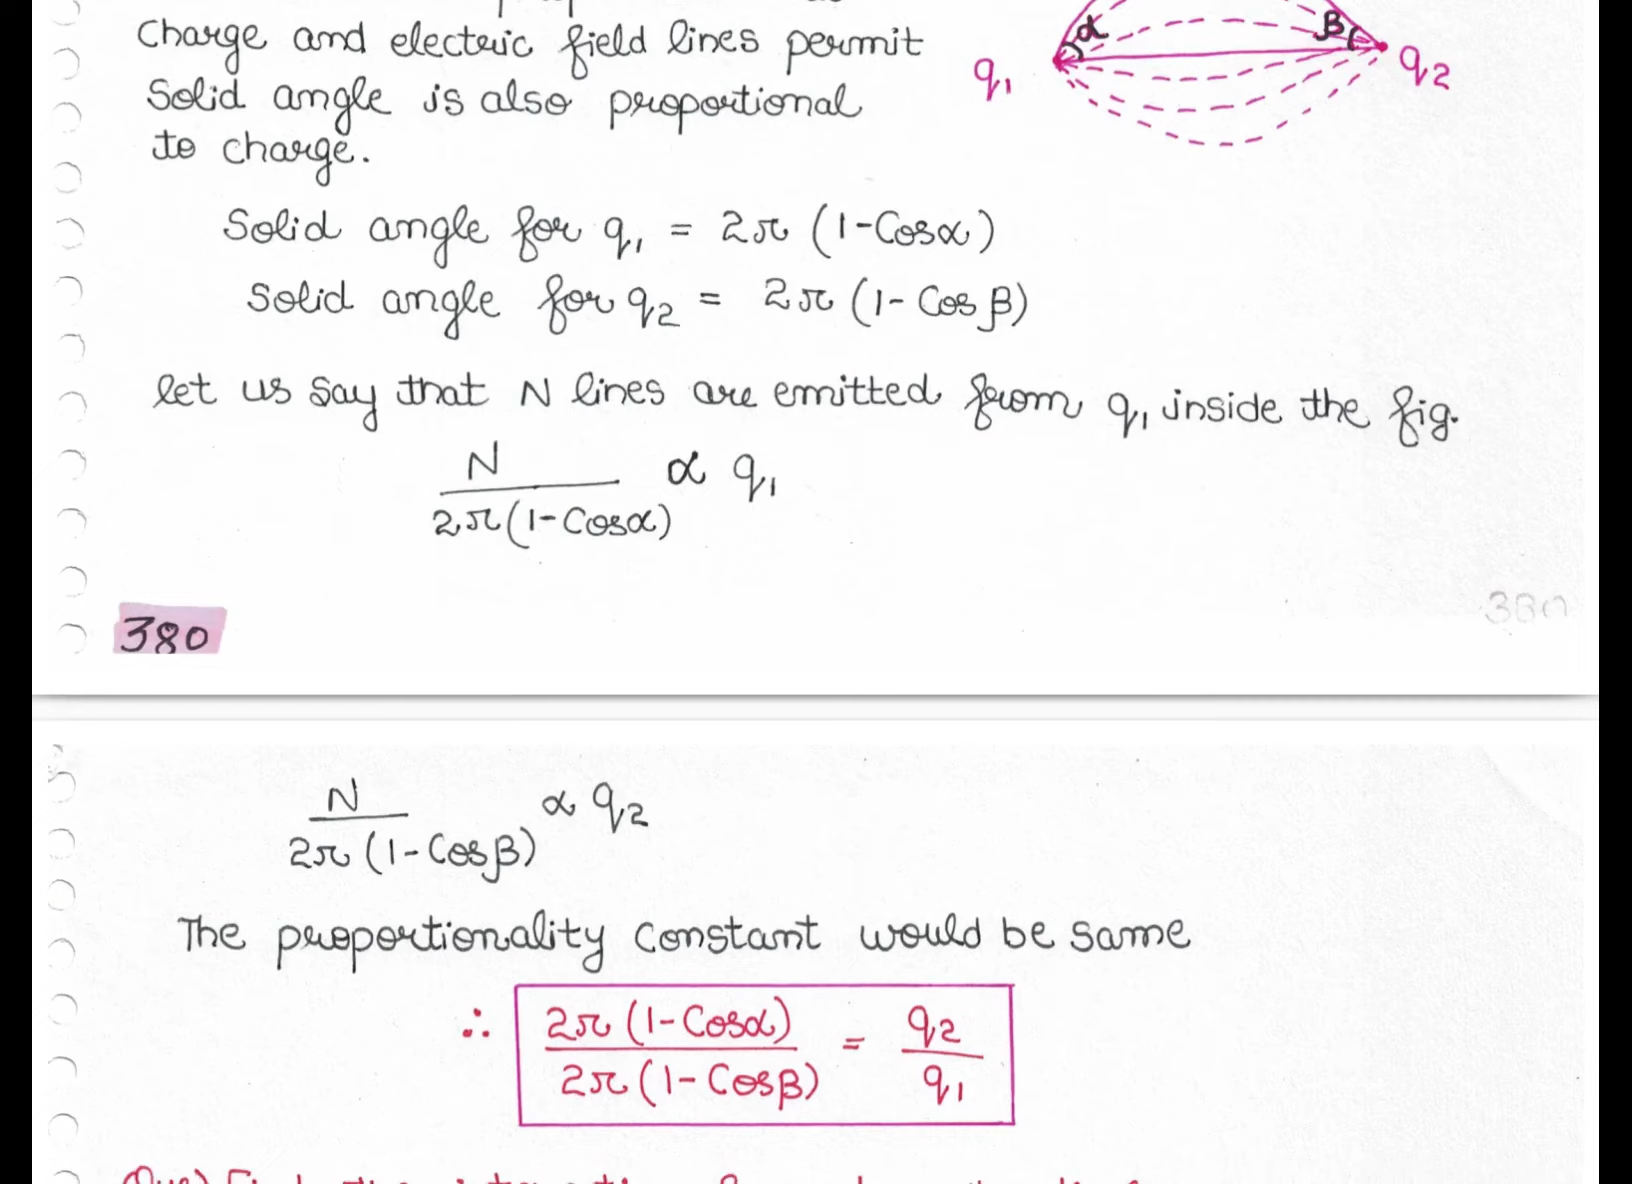 Charge and electric field lines permit
Solid angle is also proportional
to charge.
α
β
q₁
q₂
Solid angle for q₁ = 2π (1-Cosα)
Solid angle for q₂ = 2π (1-Cos β)
let us say that N lines are emitted from q₁ inside the fig.
N / 2π(1-Cosα) ∝ q₁
380
N / 2π (1-Cosβ) ∝ q₂
The proportionality constant would be same
∴ 2π (1-Cosα) / 2π (1-Cosβ) = q₂ / q₁